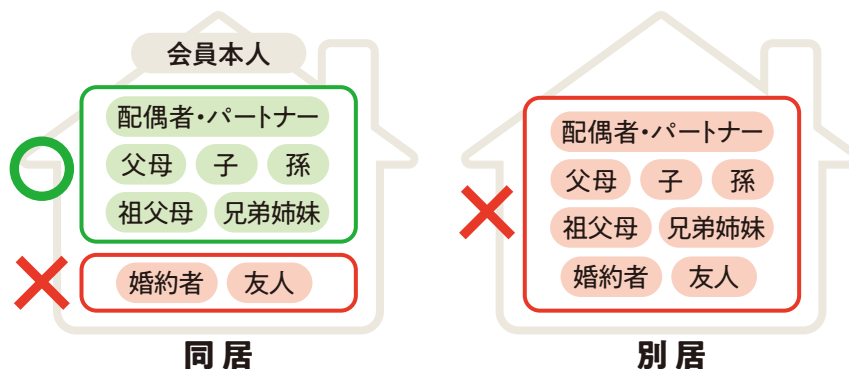 会員本人
配偶者・パートナー
父母 子 孫
祖父母 兄弟姉妹
婚約者 友人
同居
配偶者・パートナー
父母 子 孫
祖父母 兄弟姉妹
婚約者 友人
別居